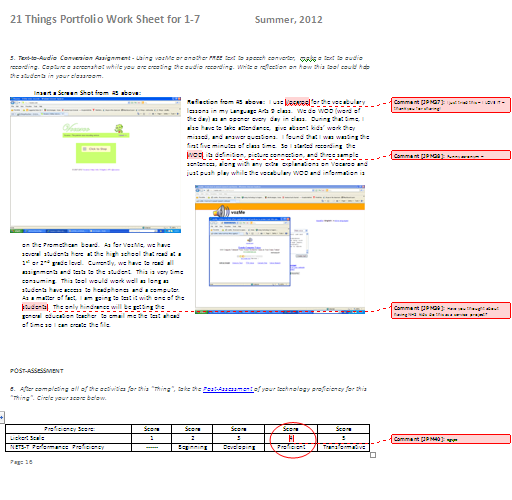 21 Things Portfolio Work Sheet for 1-7 Summer, 2012
5. Text-to-Audio Conversion Assignment - Using vozMe or another FREE text to speech converter, make a text to audio
recording. Capture a screenshot while you are creating the audio recording. Write a reflection on how this tool could help
the students in your classroom.
Insert a Screen Shot from #5 above:
Reflection from #5 above: I use Vocaroo for the vocabulary
lessons in my Language Arts 9 class. We do WOD (word of
the day) as an opener every day in class. During that time, I
also have to take attendance, give absent kids' work they
missed, and answer questions. I found that I was wasting the
first five minutes of class time. So I started recording the
WOD, its definition, picture connection, and three sample
sentences, along with any extra explanations on Vocaroo and
just push play while the vocabulary WOD and information is
vozMe
on the Promethean board. As for VozMe, we have
several students here at the high school that read at a
1st or 2nd grade level. Currently, we have to read all
assignments and tests to the student. This is very time
consuming. This tool would work well as long as
students have access to headphones and a computer.
As a matter of fact, I am going to test it with one of the
students! The only hindrance will be getting the
general education teacher to email me the test ahead
of time so I can create the file.
Comment [JPM37]: I just tried this – LOVE IT –
thank you for sharing!
Comment [JPM38]: Funny acronym –
Comment [JPM39]: Have you thought about
having NHS kids do this as a service project?
POST-ASSESSMENT
6. After completing all of the activities for this "Thing", take the Post-Assessment of your technology proficiency for this
"Thing". Circle your score below.
Proficiency Score: Score Score Score Score Score
Lickert Scale 1 2 3 4 5
NETS-T Performance Proficiency ------ Beginning Developing Proficient Transformative
Comment [JPM40]:
Page 16